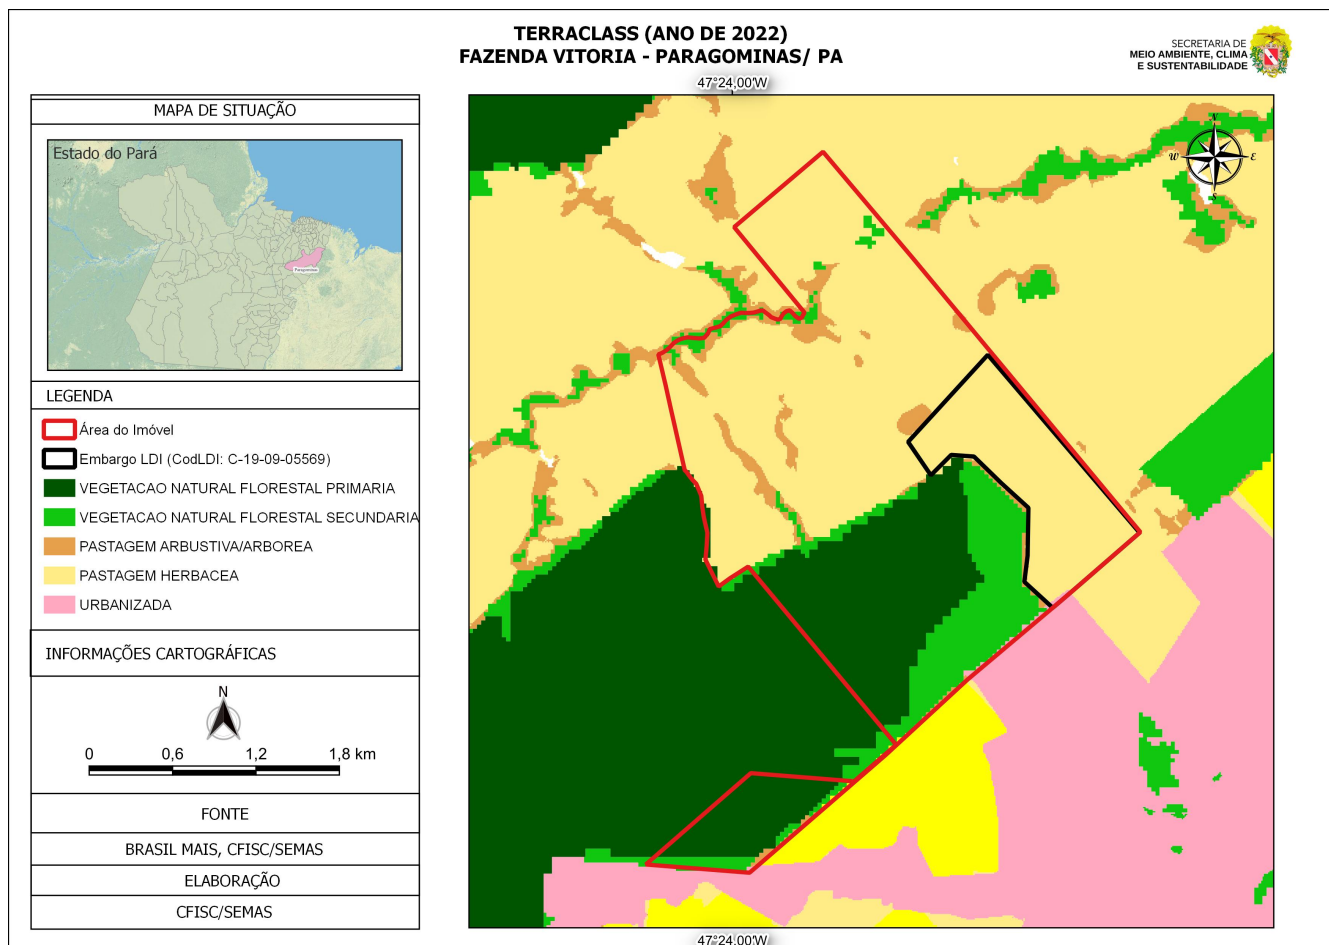 TERRACLASS (ANO DE 2022)
FAZENDA VITORIA - PARAGOMINAS/ PA
SECRETARIA DE
MEIO AMBIENTE, CLIMA
E SUSTENTABILIDADE
47°24,00'W
MAPA DE SITUAÇÃO
Estado do Pará
Paragominas
LEGENDA
Área do Imóvel
Embargo LDI (CodLDI: C-19-09-05569)
VEGETACAO NATURAL FLORESTAL PRIMARIA
VEGETACAO NATURAL FLORESTAL SECUNDARIA
PASTAGEM ARBUSTIVA/ARBOREA
PASTAGEM HERBACEA
URBANIZADA
INFORMAÇÕES CARTOGRÁFICAS
N
0 0,6 1,2 1,8 km
FONTE
BRASIL MAIS, CFISC/SEMAS
ELABORAÇÃO
CFISC/SEMAS
N
W E
S
47°24,00'W